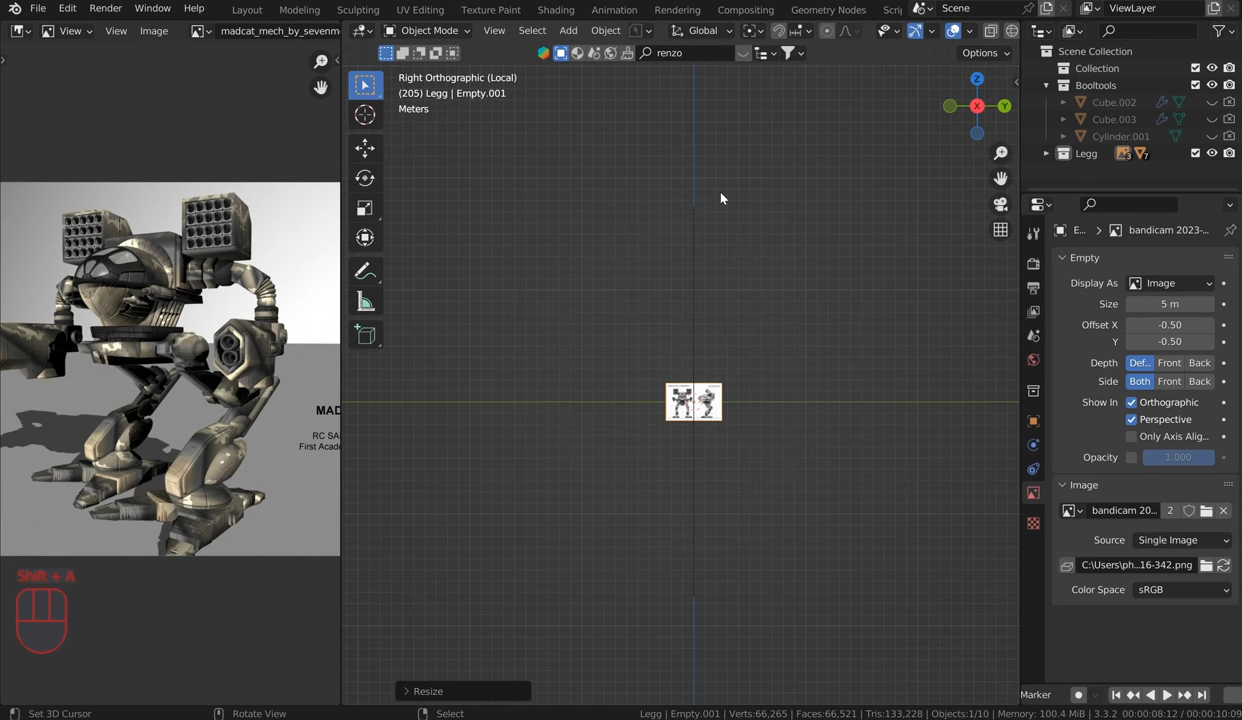 File Edit Render Window Help Layout Modeling Sculpting UV Editing Texture Paint Shading Animation Rendering Compositing Geometry Nodes Scene ViewLayer
View View Image madcat_mech_by_sevenm Object Mode View Select Add Object Global
renzo Options
Right Orthographic (Local)
(205) Legg | Empty.001
Meters
Z
X
Y
Scene Collection
Collection
Booltools
Cube.002
Cube.003
Cylinder.001
Legg
3
7
E... bandicam 2023-...
Empty
Display As Image
Size 5 m
Offset X -0.50
Y -0.50
Depth Def... Front Back
Side Both Front Back
Show In Orthographic
Perspective
Only Axis Alig...
Opacity 1.000
Image
bandicam 20... 2
Source Single Image
C:\Users\ph...16-342.png
Color Space sRGB
MAD
RC SA
First Acade
Shift + A
Resize
Marker
Set 3D Cursor Rotate View Select Legg | Empty.001 | Verts:66,265 | Faces:66,521 | Tris:133,228 | Objects:1/10 | Memory: 100.4 MiB | 3.3.2 00:00:08:12 / 00:00:10:09